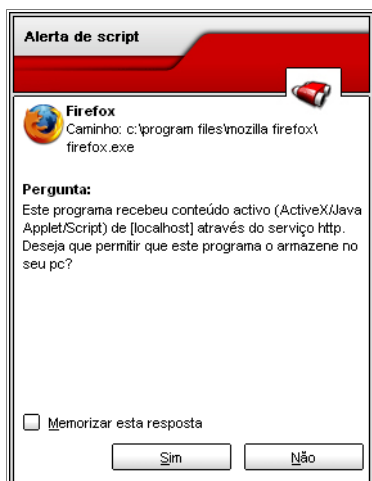 Alerta de script
Firefox
Caminho: c:\program files\mozilla firefox\
firefox.exe
Pergunta:
Este programa recebeu conteúdo activo (ActiveX/Java
Applet/Script) de [localhost] através do serviço http.
Deseja que permitir que este programa o armazene no
seu pc?
Memorizar esta resposta
Sim
Não